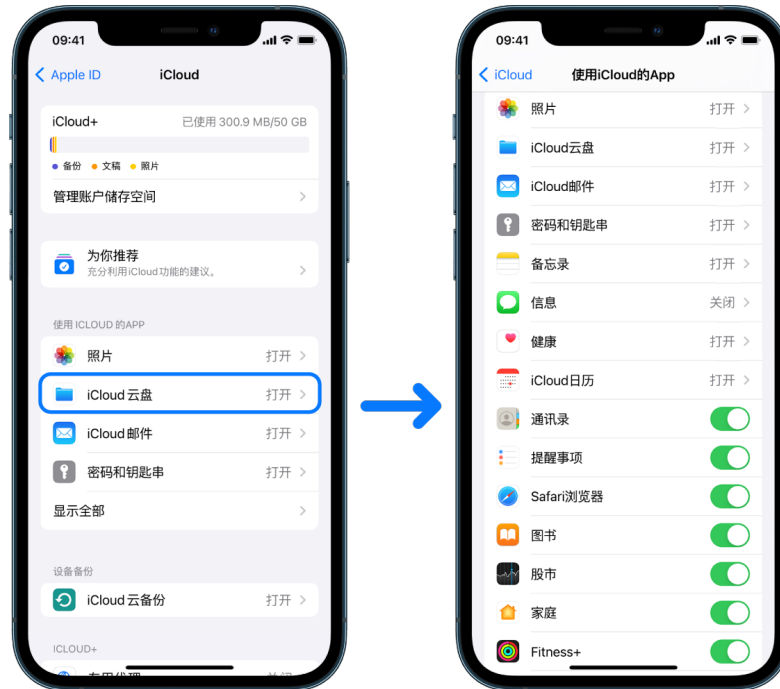 09:41
Apple ID
iCloud
iCloud+
已使用 300.9 MB/50 GB
备份
文稿
照片
管理账户储存空间
为你推荐
充分利用 iCloud 功能的建议。
使用 ICLOUD 的APP
照片
打开
iCloud 云盘
打开
iCloud 邮件
打开
密码和钥匙串
打开
显示全部
设备备份
iCloud 云备份
打开
ICLOUD+
09:41
iCloud
使用iCloud的App
照片
打开
iCloud云盘
打开
iCloud邮件
打开
密码和钥匙串
打开
备忘录
打开
信息
关闭
健康
打开
iCloud日历
打开
通讯录
提醒事项
Safari浏览器
图书
股市
家庭
Fitness+